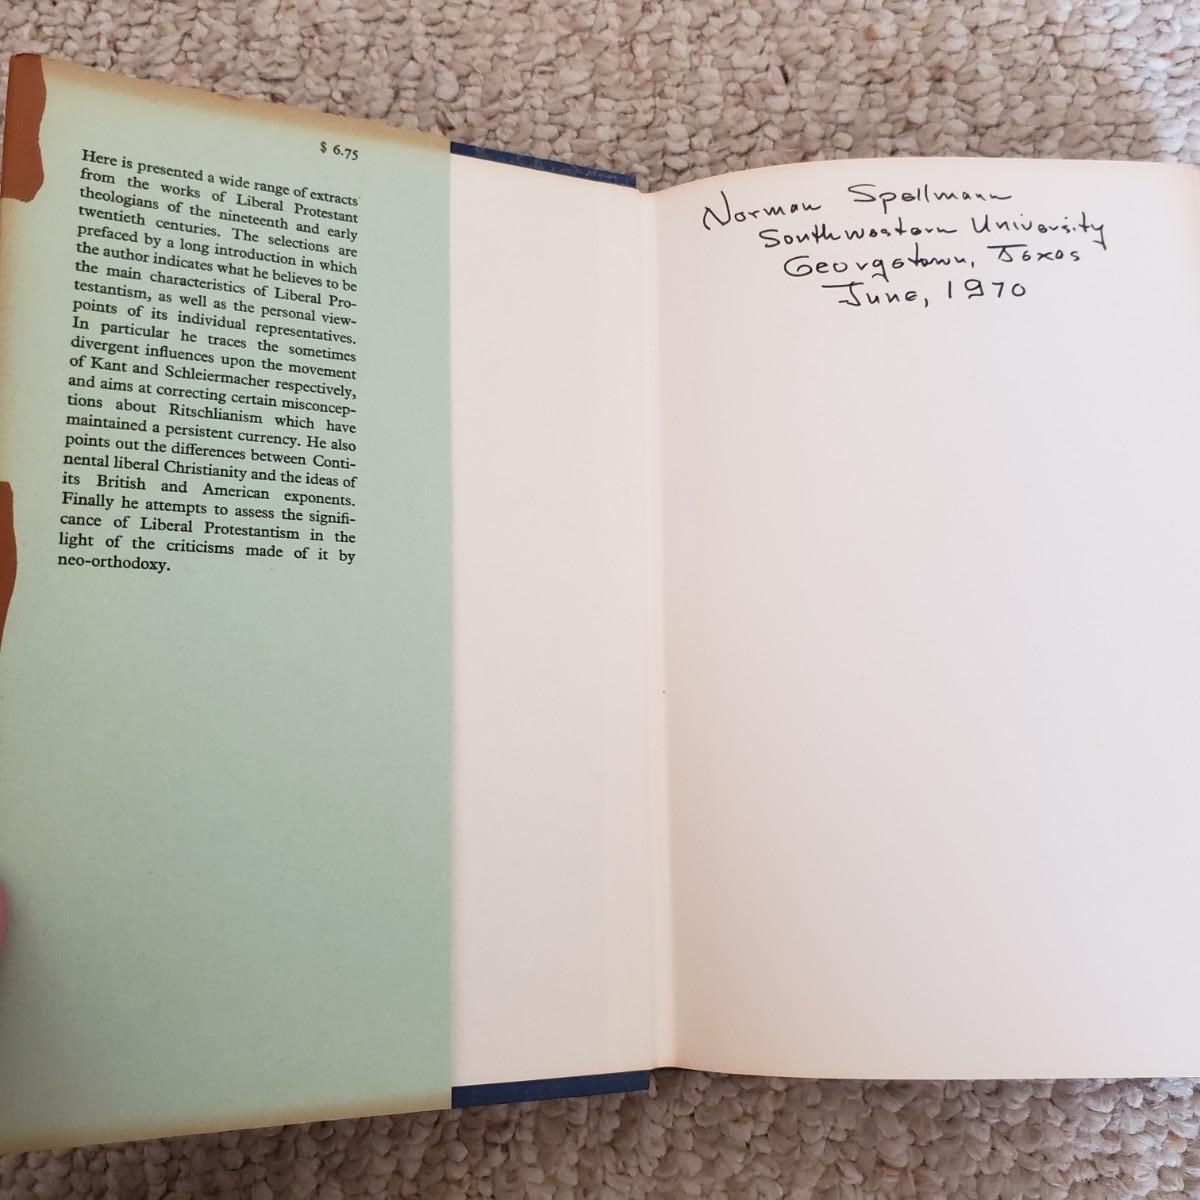 $ 6.75
Here is presented a wide range of extracts
from the works of Liberal Protestant
theologians of the nineteenth and early
twentieth centuries. The selections are
prefaced by a long introduction in which
the author indicates what he believes to be
the main characteristics of Liberal Pro-
testantism, as well as the personal view-
points of its individual representatives.
In particular he traces the sometimes
divergent influences upon the movement
of Kant and Schleiermacher respectively,
and aims at correcting certain misconcep-
tions about Ritschlianism which have
maintained a persistent currency. He also
points out the differences between Conti-
nental liberal Christianity and the ideas of
its British and American exponents.
Finally he attempts to assess the signifi-
cance of Liberal Protestantism in the
light of the criticisms made of it by
neo-orthodoxy.
Norman Spellmann
Southwestern University
Georgetown, Texas
June, 1970